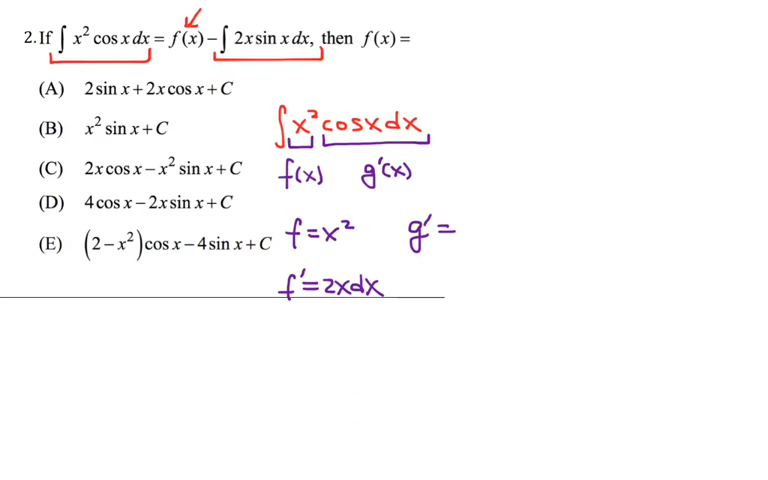 2. If ∫ x² cos x dx = f(x) − ∫ 2x sin x dx, then f(x) =
(A) 2 sin x + 2x cos x + C
(B) x² sin x + C
(C) 2x cos x − x² sin x + C
(D) 4 cos x − 2x sin x + C
(E) (2 − x²) cos x − 4 sin x + C
∫ x² cosx dx
f(x) g'(x)
f = x² g' =
f' = 2xdx